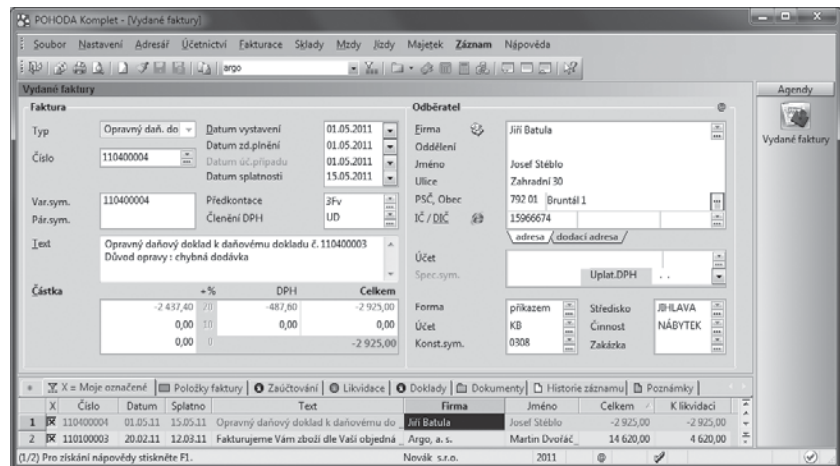 POHODA Komplet - [Vydané faktury]
Soubor Nastavení Adresář Účetnictví Fakturace Sklady Mzdy Jízdy Majetek Záznam Nápověda
argo
Vydané faktury
Agendy
Vydané faktury
Faktura
Typ Opravný daň. do
Číslo 110400004
Datum vystavení 01.05.2011
Datum zd.plnění 01.05.2011
Datum úč.případu 01.05.2011
Datum splatnosti 15.05.2011
Var.sym. 110400004
Pár.sym.
Předkontace 3Fv
Členění DPH UD
Text Opravný daňový doklad k daňovému dokladu č. 110400003
Důvod opravy : chybná dodávka
Částka +% DPH Celkem
-2 437,40 20 -487,60 -2 925,00
0,00 10 0,00 0,00
0,00 0 -2 925,00
Odběratel
Firma Jiří Batula
Oddělení
Jméno Josef Stéblo
Ulice Zahradní 30
PSČ, Obec 792 01 Bruntál 1
IČ / DIČ 15966674
adresa dodací adresa
Účet
Spec.sym. Uplat.DPH . .
Forma příkazem Středisko JIHLAVA
Účet KB Činnost NÁBYTEK
Konst.sym. 0308 Zakázka
X = Moje označené Položky faktury Zaúčtování Likvidace Doklady Dokumenty Historie záznamu Poznámky
X Číslo Datum Splatno Text Firma Jméno Celkem K likvidaci
1 110400004 01.05.11 15.05.11 Opravný daňový doklad k daňovému do Jiří Batula Josef Stéblo -2 925,00 -2 925,00
2 110100003 20.02.11 12.03.11 Fakturujeme Vám zboží dle Vaší objedná Argo, a. s. Martin Dvořáč 14 620,00 4 620,00
(1/2) Pro získání nápovědy stiskněte F1. Novák s.r.o. 2011 @